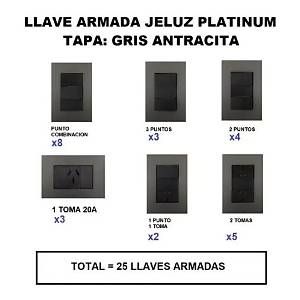 LLAVE ARMADA JELUZ PLATINUM
TAPA: GRIS ANTRACITA
PUNTO
COMBINACION
x8
3 PUNTOS
x3
2 PUNTOS
x4
1 TOMA 20A
x3
1 PUNTO
1 TOMA
x2
2 TOMAS
x5
TOTAL = 25 LLAVES ARMADAS